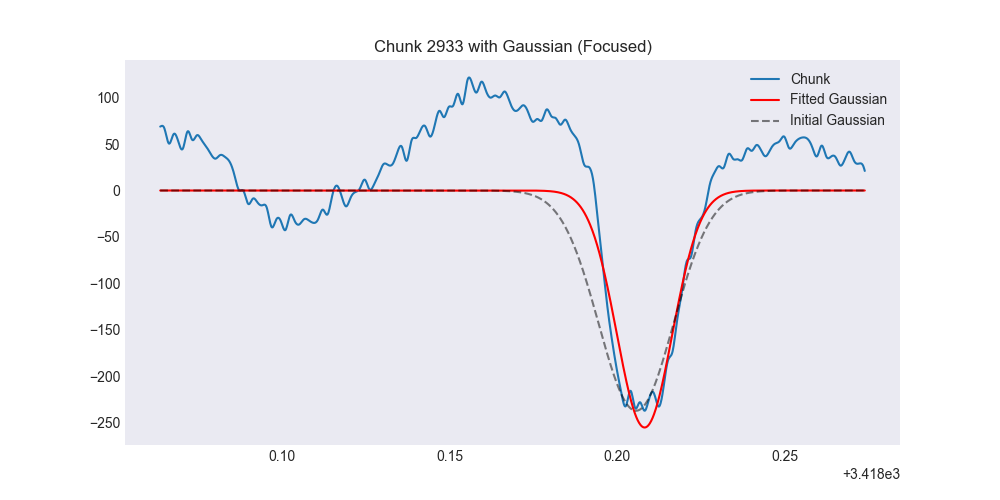 Chunk 2933 with Gaussian (Focused)
Chunk
Fitted Gaussian
Initial Gaussian
100
50
0
−50
−100
−150
−200
−250
0.10 0.15 0.20 0.25
+3.418e3